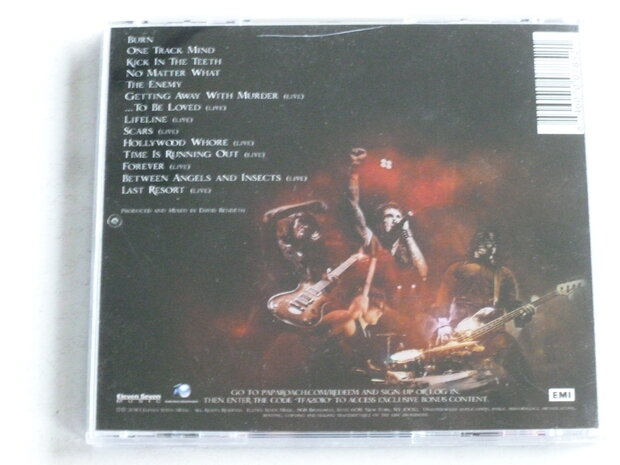 Burn
One Track Mind
Kick In The Teeth
No Matter What
The Enemy
Getting Away With Murder (live)
...To Be Loved (live)
Lifeline (live)
Scars (live)
Hollywood Whore (live)
Time Is Running Out (live)
Forever (live)
Between Angels and Insects (live)
Last Resort (live)
Produced and Mixed by David Bendeth
Go to paparoach.com/redeem and sign up or log in.
Then enter the code "TFA2010" to access exclusive bonus content.
Eleven Seven
Music
EMI